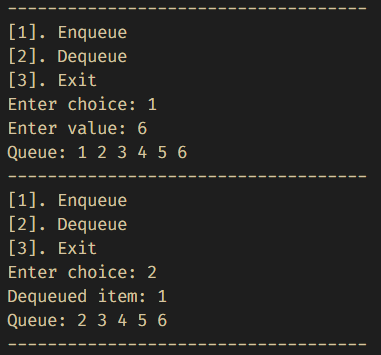 ------------------------------------
[1]. Enqueue
[2]. Dequeue
[3]. Exit
Enter choice: 1
Enter value: 6
Queue: 1 2 3 4 5 6
------------------------------------
[1]. Enqueue
[2]. Dequeue
[3]. Exit
Enter choice: 2
Dequeued item: 1
Queue: 2 3 4 5 6
------------------------------------